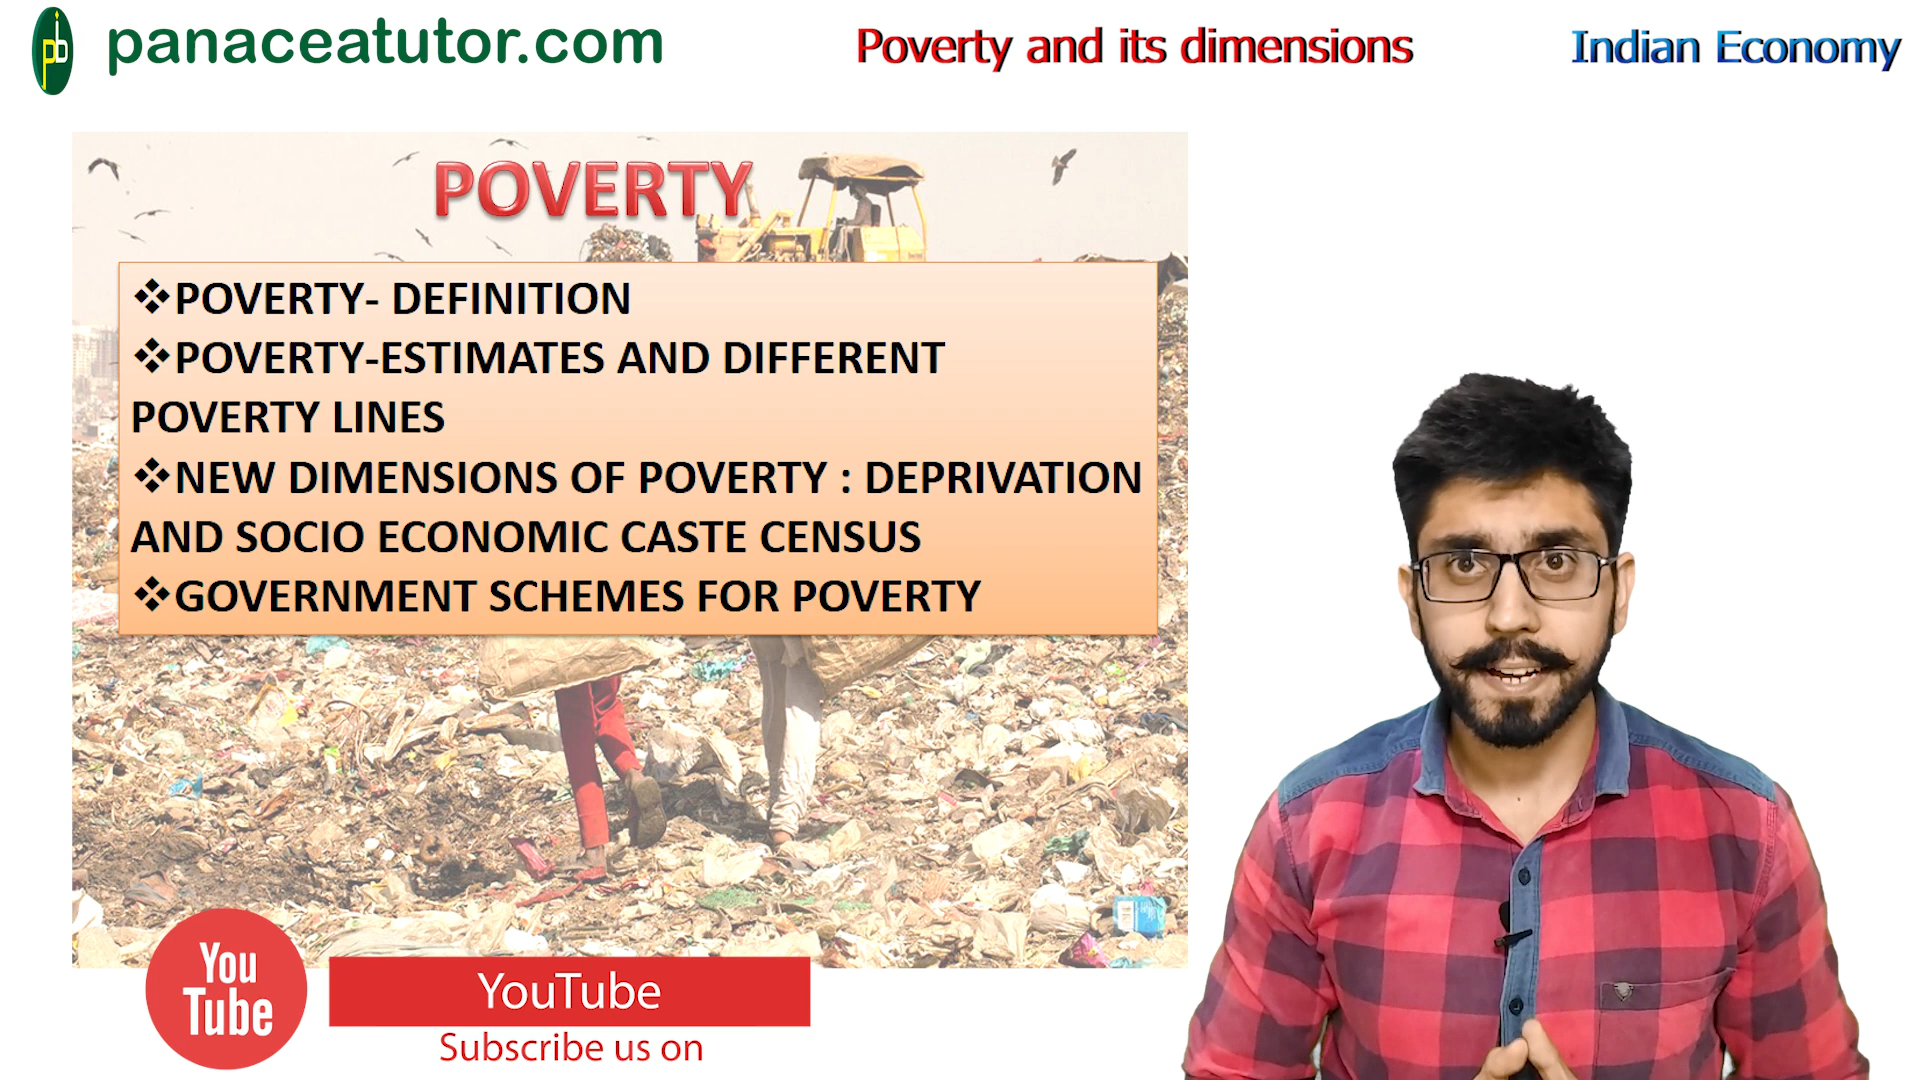 panaceatutor.com
Poverty and its dimensions
Indian Economy
pb
POVERTY
❖POVERTY- DEFINITION
❖POVERTY-ESTIMATES AND DIFFERENT
POVERTY LINES
❖NEW DIMENSIONS OF POVERTY : DEPRIVATION
AND SOCIO ECONOMIC CASTE CENSUS
❖GOVERNMENT SCHEMES FOR POVERTY
You
Tube
YouTube
Subscribe us on